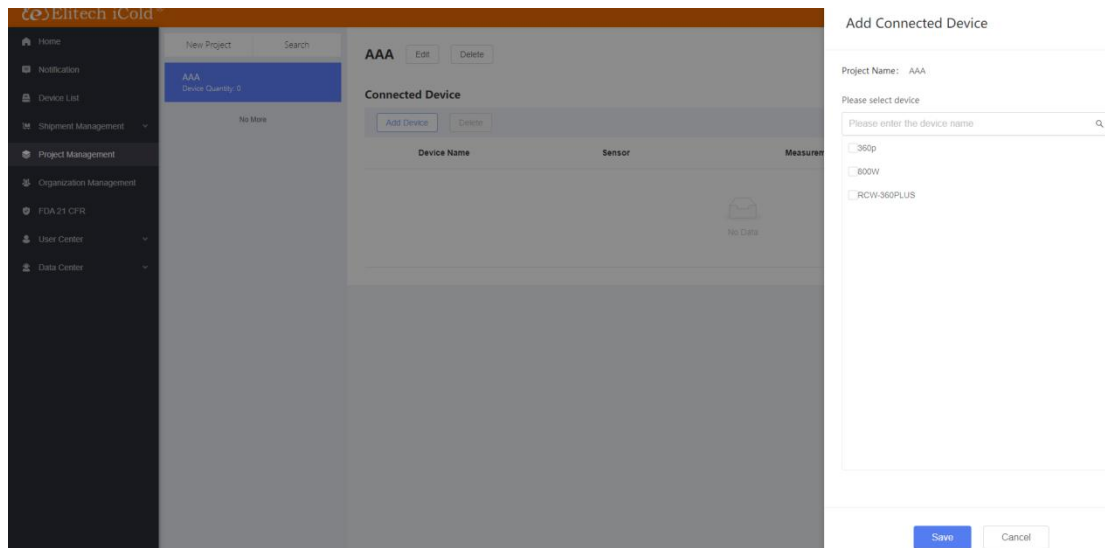 Elitech iCold
Home
Notification
Device List
Shipment Management
Project Management
Organization Management
FDA 21 CFR
User Center
Data Center
New Project Search
AAA
Device Quantity: 0
No More
AAA Edit Delete
Connected Device
Add Device Delete
Device Name Sensor Measurem
No Data
Add Connected Device
Project Name: AAA
Please select device
Please enter the device name
360p
800W
RCW-360PLUS
Save Cancel